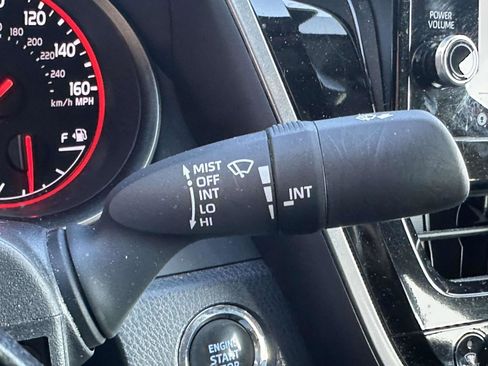 120
140
160
180
200
220
240
km/h MPH
F
MIST
OFF
INT
LO
HI
INT
POWER
VOLUME
ENGINE
START